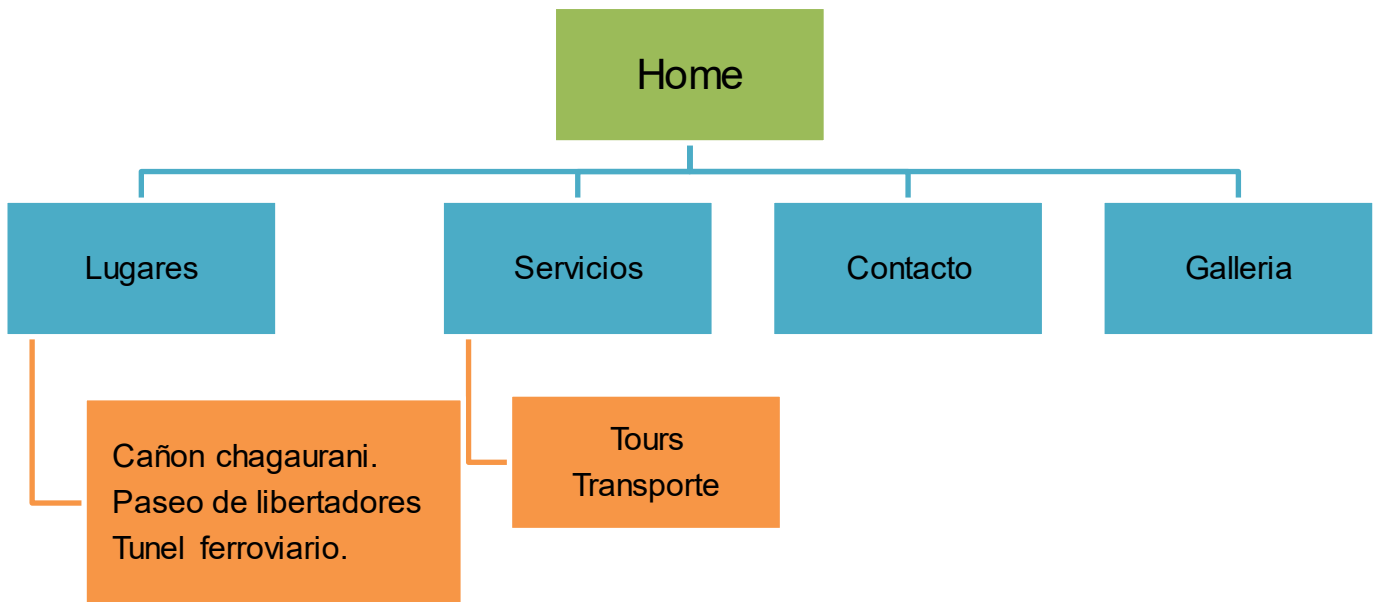 Home
Lugares
Servicios
Contacto
Galleria
Cañon chagaurani.
Paseo de libertadores
Tunel ferroviario.
Tours
Transporte